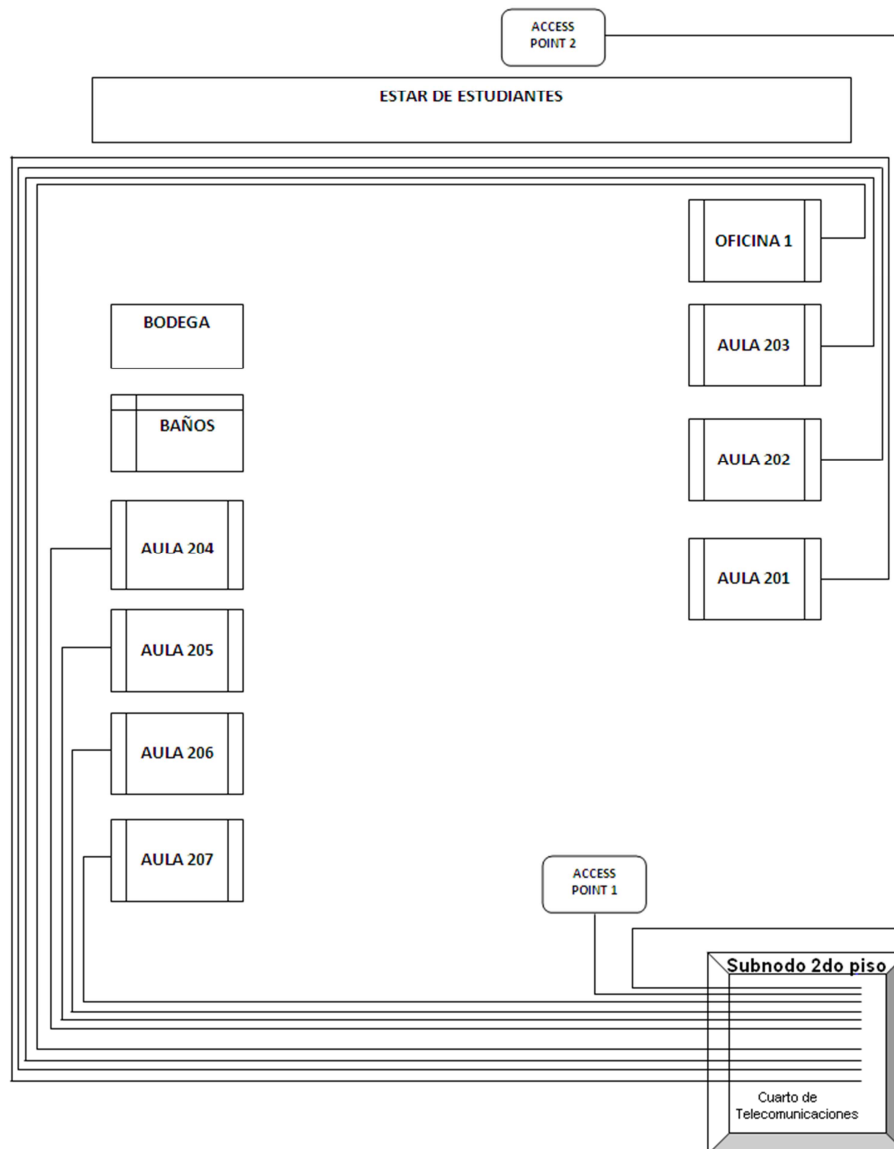 ACCESS
POINT 2
ESTAR DE ESTUDIANTES
OFICINA 1
BODEGA
AULA 203
BAÑOS
AULA 202
AULA 204
AULA 201
AULA 205
AULA 206
AULA 207
ACCESS
POINT 1
Subnodo 2do piso
Cuarto de
Telecomunicaciones